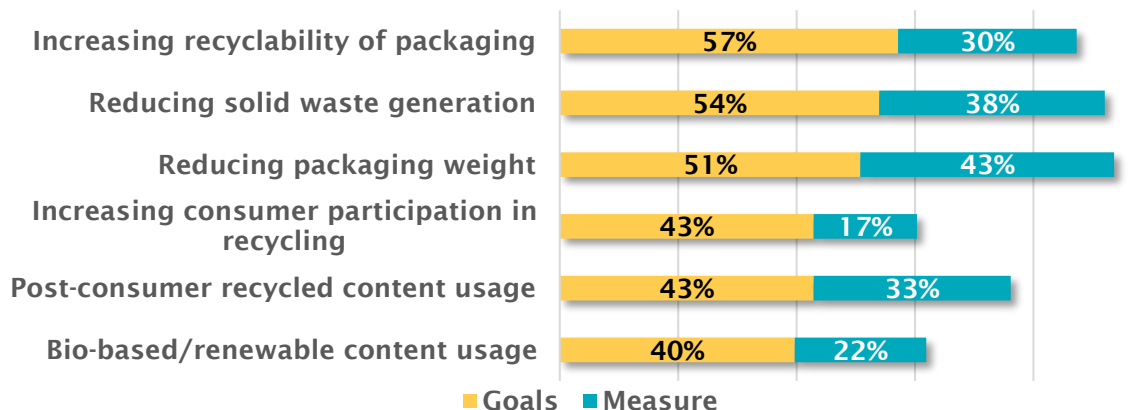 Increasing recyclability of packaging 57% 30%
Reducing solid waste generation 54% 38%
Reducing packaging weight 51% 43%
Increasing consumer participation in
recycling 43% 17%
Post-consumer recycled content usage 43% 33%
Bio-based/renewable content usage 40% 22%
Goals Measure